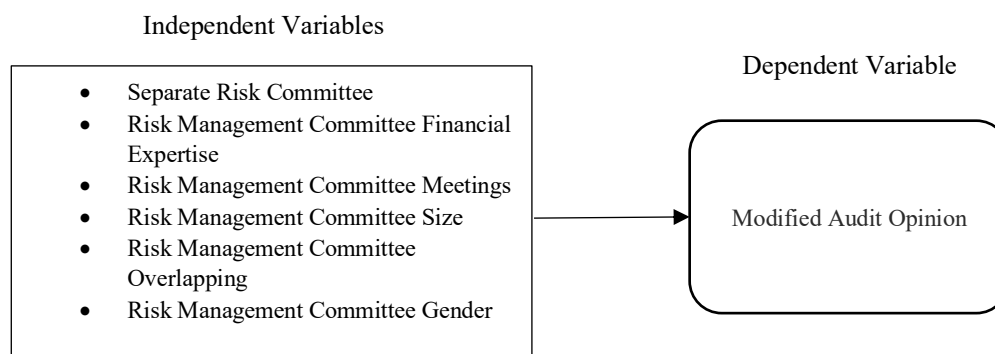 Independent Variables
Dependent Variable
• Separate Risk Committee
• Risk Management Committee Financial
Expertise
• Risk Management Committee Meetings
• Risk Management Committee Size
• Risk Management Committee
Overlapping
• Risk Management Committee Gender
Modified Audit Opinion